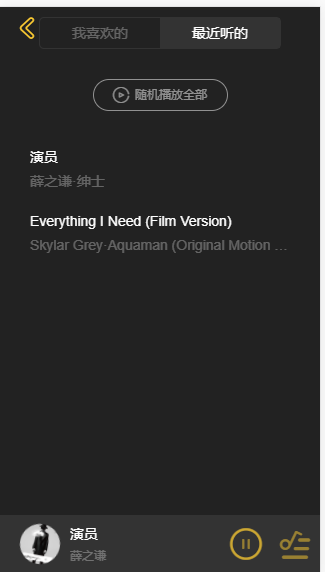 我喜欢的 最近听的
随机播放全部
演员
薛之谦·绅士
Everything I Need (Film Version)
Skylar Grey·Aquaman (Original Motion ...
演员
薛之谦